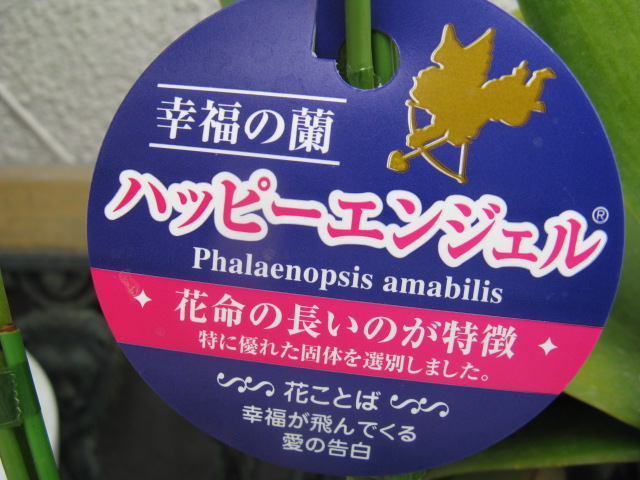 幸福の蘭
ハッピーエンジェル®
Phalaenopsis amabilis
花命の長いのが特徴
特に優れた固体を選別しました。
花ことば
幸福が飛んでくる
愛の告白